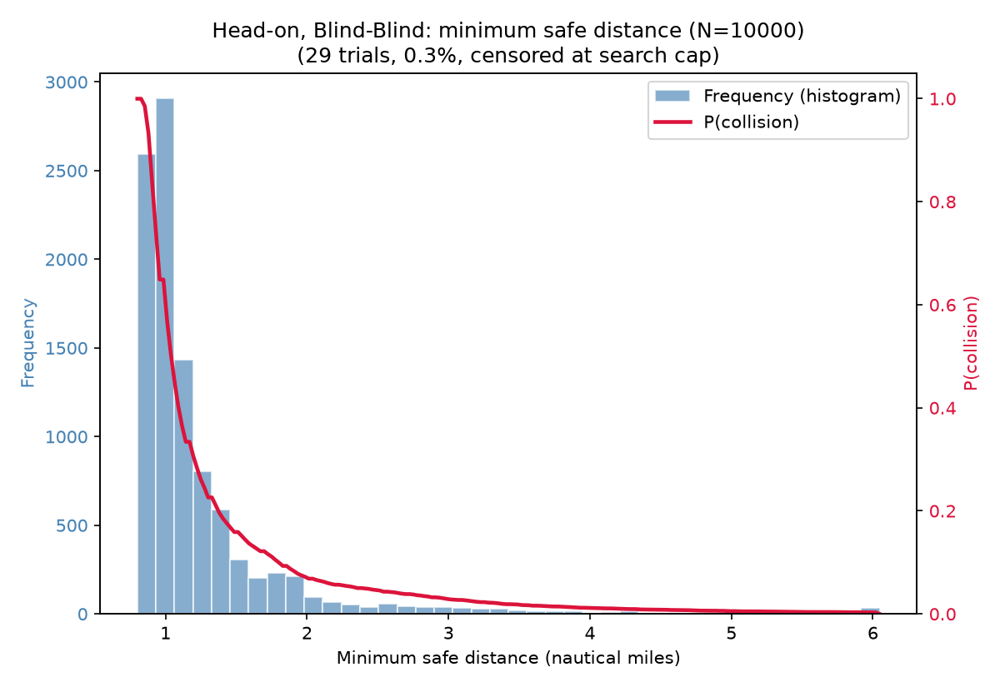 Head-on, Blind-Blind: minimum safe distance (N=10000)
(29 trials, 0.3%, censored at search cap)
Frequency (histogram)
P(collision)
3000
2500
2000
1500
1000
500
0
Frequency
1.0
0.8
0.6
0.4
0.2
0.0
P(collision)
1 2 3 4 5 6
Minimum safe distance (nautical miles)